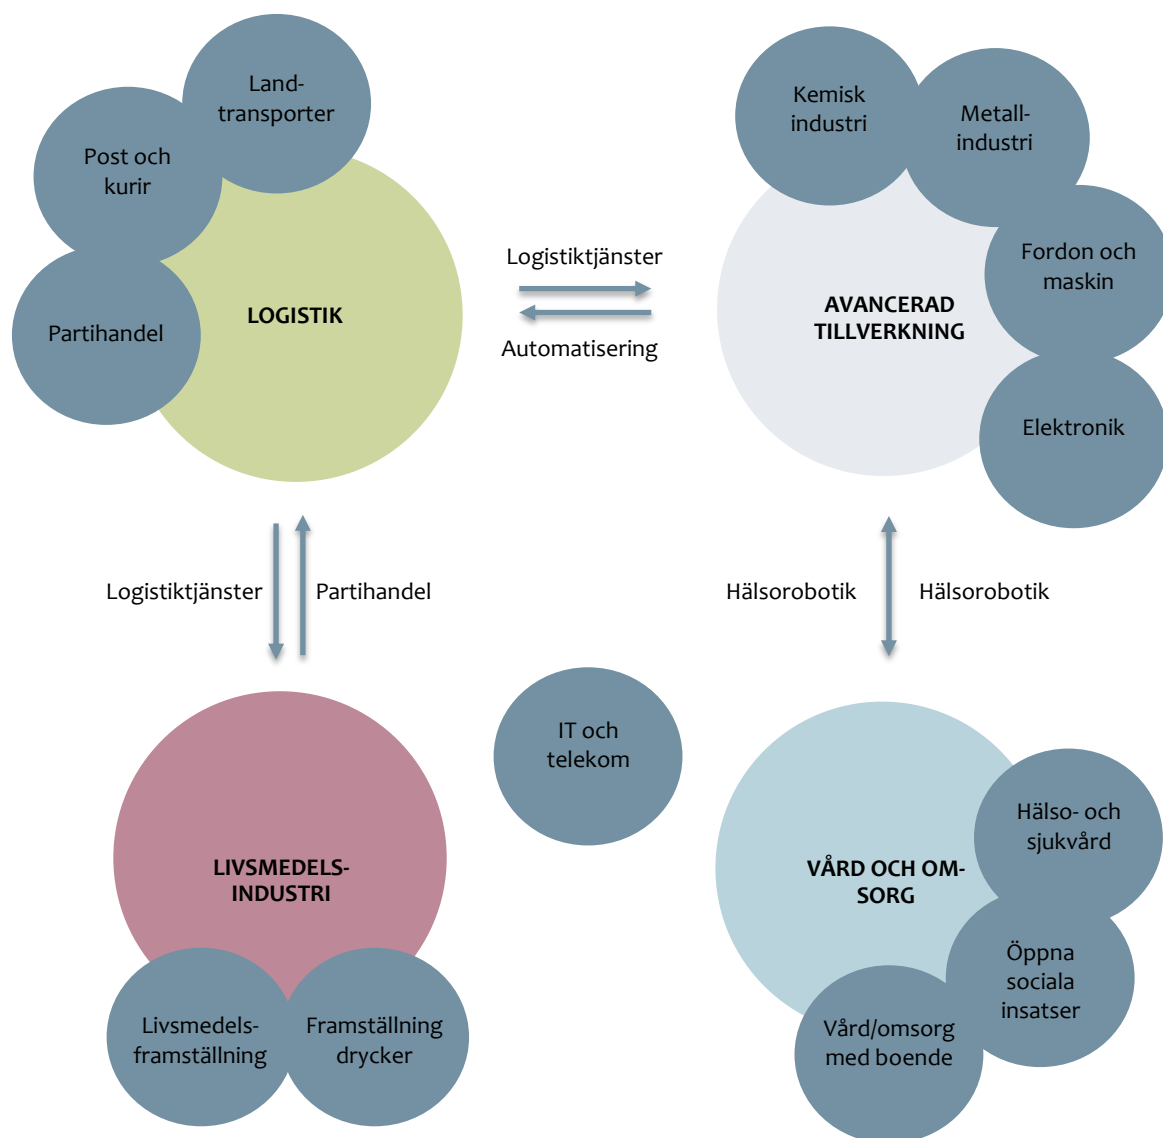 Land-
transporter
Post och
kurir
Partihandel
LOGISTIK
Logistiktjänster
Automatisering
Kemisk
industri
Metall-
industri
Fordon och
maskin
Elektronik
AVANCERAD
TILLVERKNING
Logistiktjänster
Partihandel
Hälsorobotik
Hälsorobotik
IT och
telekom
LIVSMEDELS-
INDUSTRI
Livsmedels-
framställning
Framställning
drycker
VÅRD OCH OM-
SORG
Hälso- och
sjukvård
Öppna
sociala
insatser
Vård/omsorg
med boende